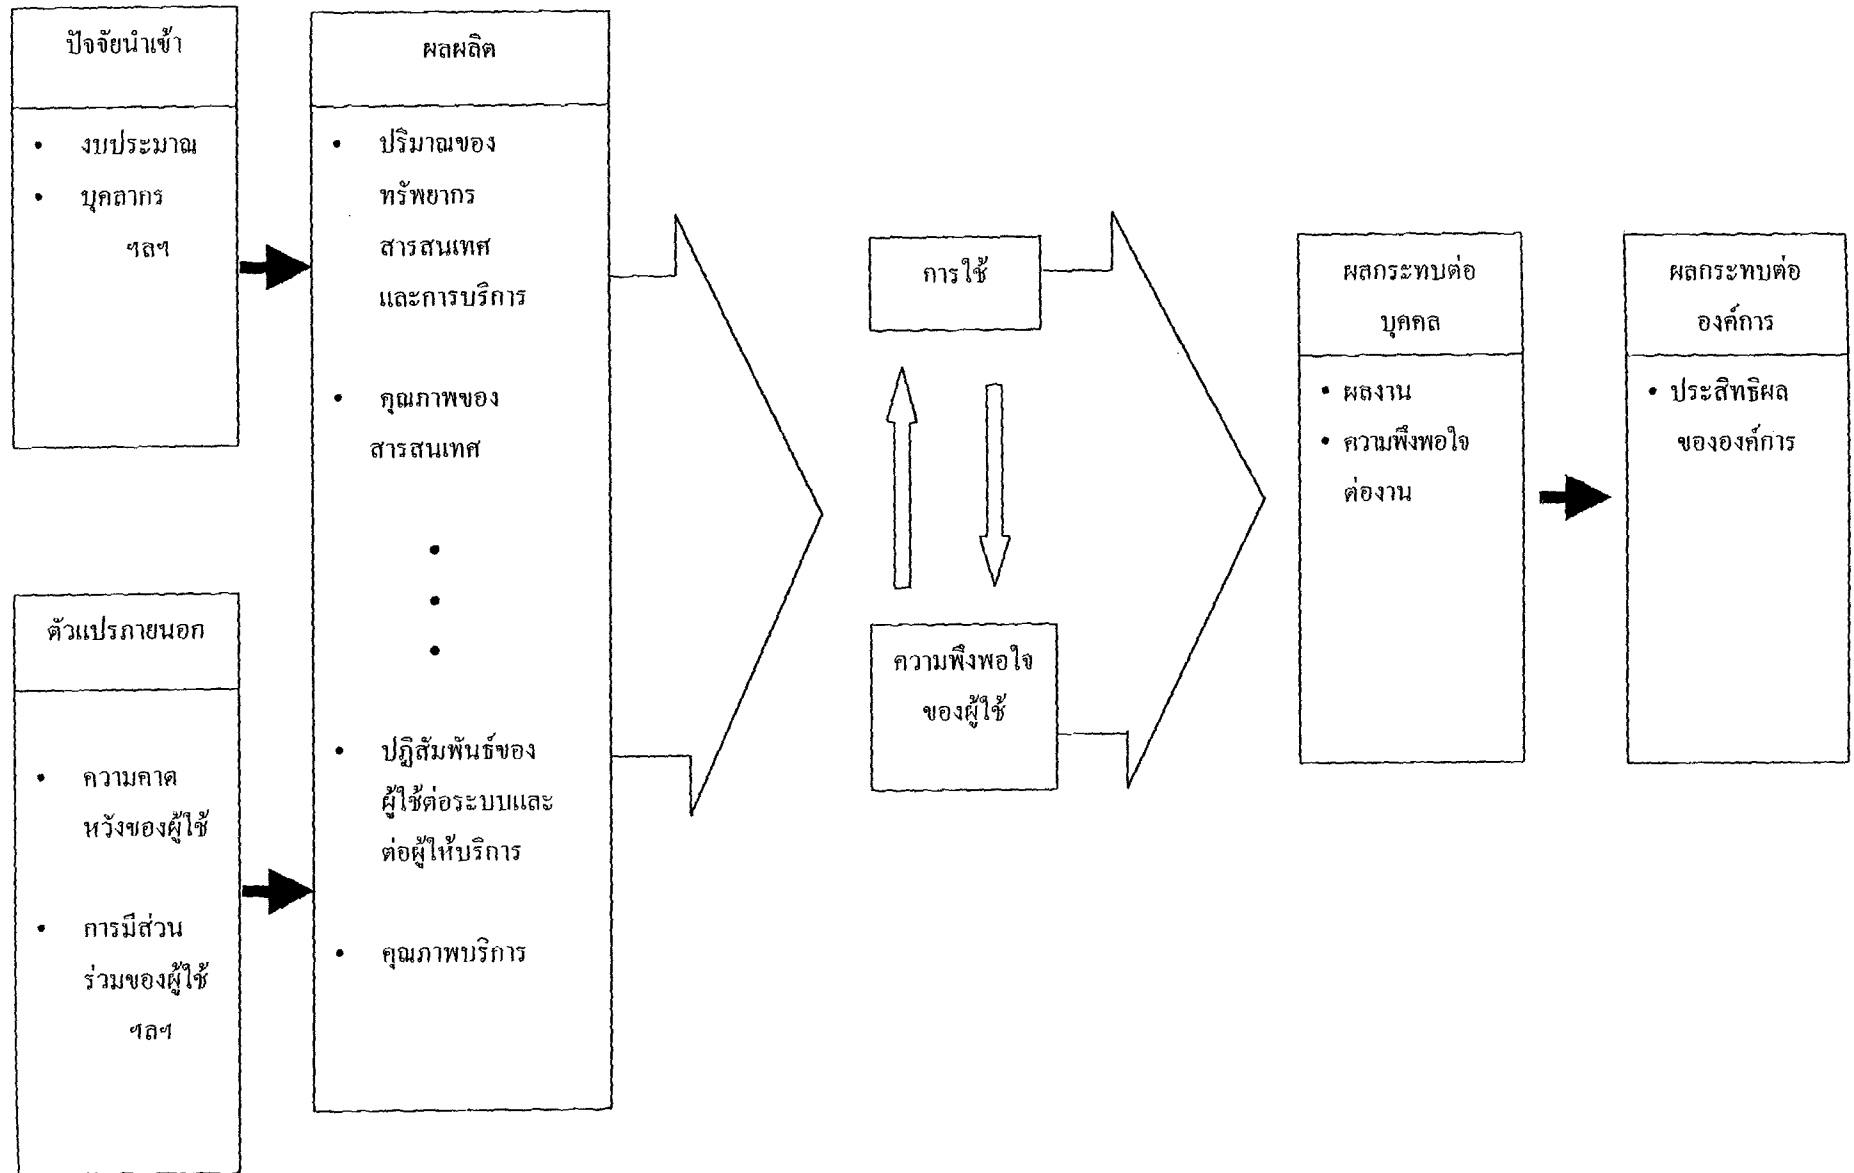 ปัจจัยนำเข้า
• งบประมาณ
• บุคลากร
ฯลฯ
ตัวแปรภายนอก
• ความคาด
หวังของผู้ใช้
• การมีส่วน
ร่วมของผู้ใช้
ฯลฯ
ผลผลิต
• ปริมาณของ
ทรัพยากร
สารสนเทศ
และการบริการ
• คุณภาพของ
สารสนเทศ
•
•
•
• ปฏิสัมพันธ์ของ
ผู้ใช้ต่อระบบและ
ต่อผู้ให้บริการ
• คุณภาพบริการ
การใช้
ความพึงพอใจ
ของผู้ใช้
ผลกระทบต่อ
บุคคล
• ผลงาน
• ความพึงพอใจ
ต่องาน
ผลกระทบต่อ
องค์การ
• ประสิทธิผล
ขององค์การ